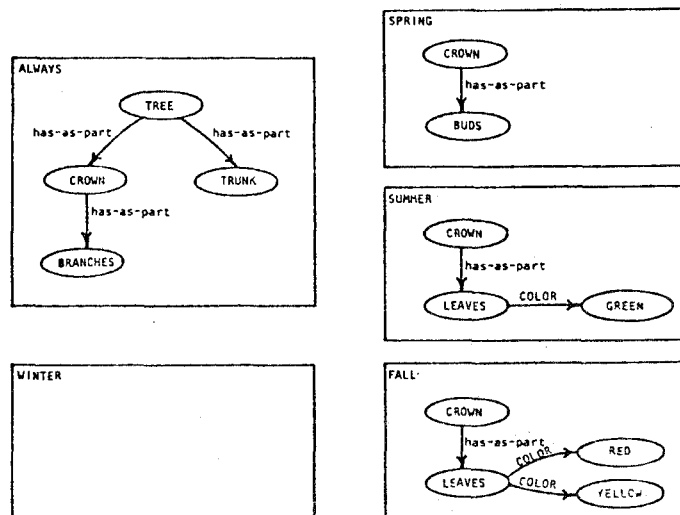 ALWAYS
TREE
has-as-part has-as-part
CROWN TRUNK
has-as-part
BRANCHES
WINTER
SPRING
CROWN
has-as-part
BUDS
SUMMER
CROWN
has-as-part
LEAVES COLOR GREEN
FALL
CROWN
has-as-part
COLOR RED
LEAVES COLOR YELLOW